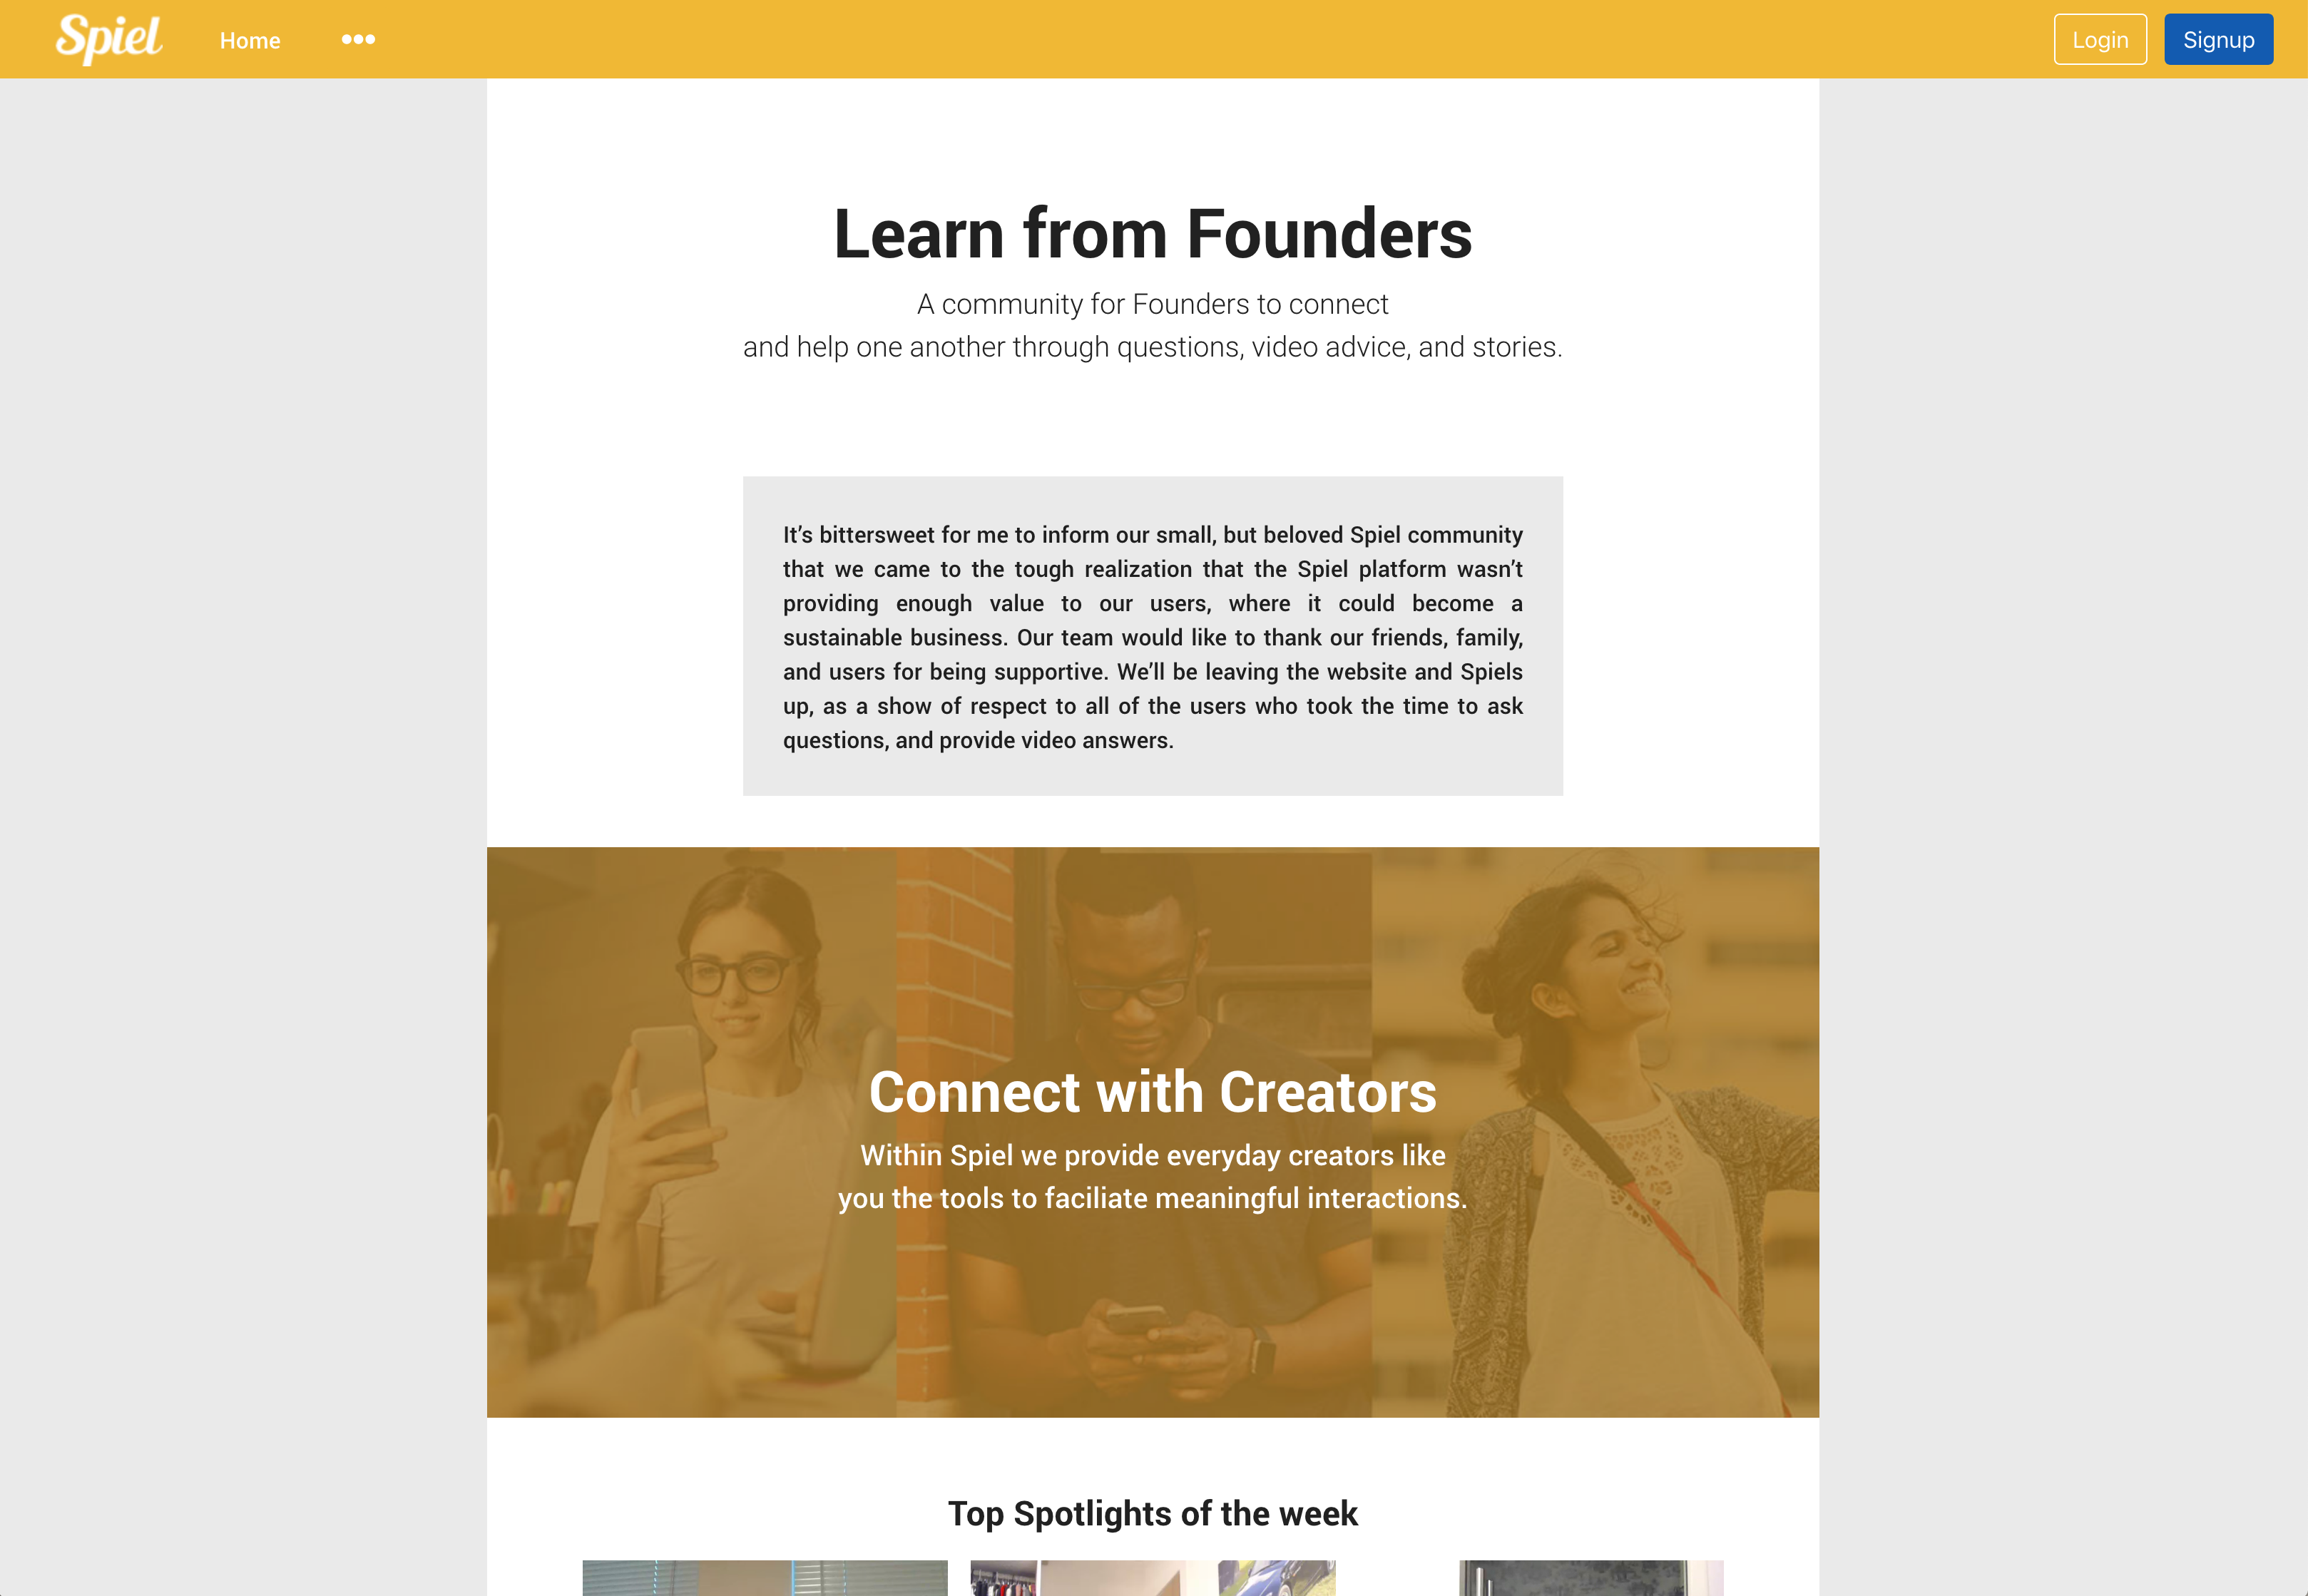 Spiel
Home
Login
Signup
Learn from Founders
A community for Founders to connect
and help one another through questions, video advice, and stories.
It’s bittersweet for me to inform our small, but beloved Spiel community
that we came to the tough realization that the Spiel platform wasn’t
providing enough value to our users, where it could become a
sustainable business. Our team would like to thank our friends, family,
and users for being supportive. We’ll be leaving the website and Spiels
up, as a show of respect to all of the users who took the time to ask
questions, and provide video answers.
Connect with Creators
Within Spiel we provide everyday creators like
you the tools to faciliate meaningful interactions.
Top Spotlights of the week